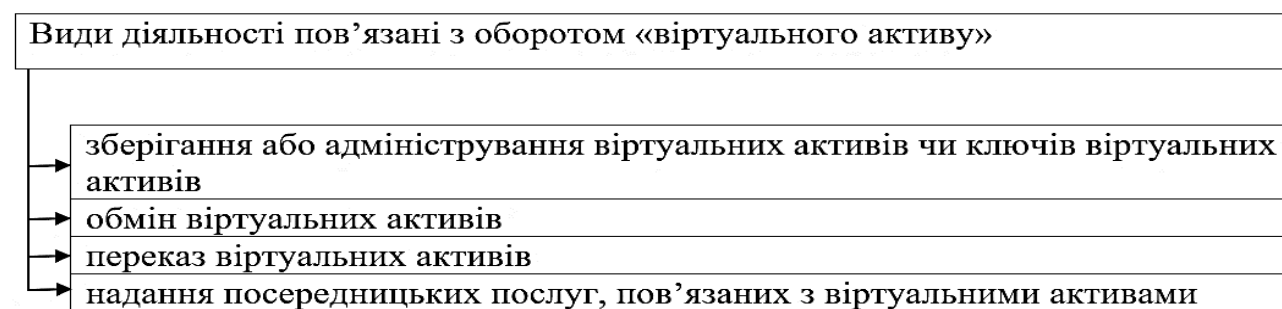 Види діяльності пов’язані з оборотом «віртуального активу»
зберігання або адміністрування віртуальних активів чи ключів віртуальних
активів
обмін віртуальних активів
переказ віртуальних активів
надання посередницьких послуг, пов’язаних з віртуальними активами